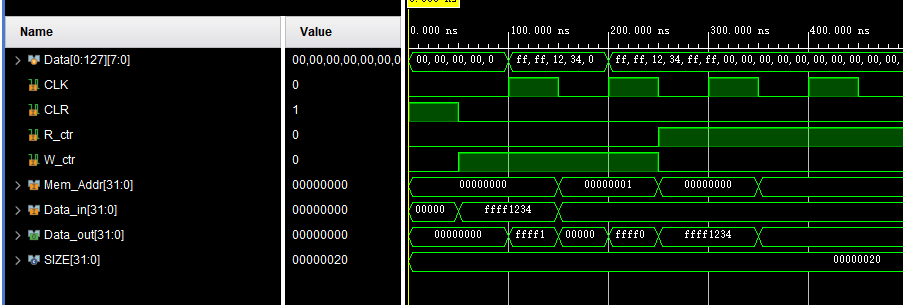 0.000 ns
Name Value 0.000 ns 100.000 ns 200.000 ns 300.000 ns 400.000 ns
Data[0:127][7:0] 00,00,00,00,00,00,0 00, 00, 00, 00, 0 ff, ff, 12, 34, 0 ff, ff, 12, 34, ff, ff, 00, 00, 00, 00, 00, 00, 00, 00,
CLK 0
CLR 1
R_ctr 0
W_ctr 0
Mem_Addr[31:0] 00000000 00000000 00000001 00000000
Data_in[31:0] 00000000 00000 ffff1234
Data_out[31:0] 00000000 00000000 ffff1 00000 ffff0 ffff1234
SIZE[31:0] 00000020 00000020